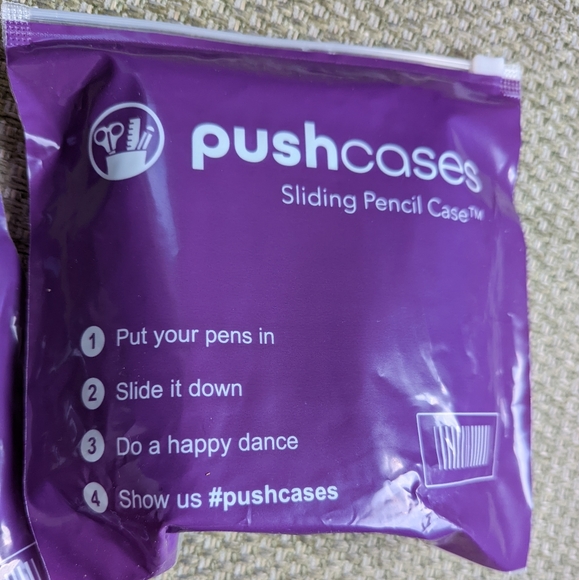 pushcases
Sliding Pencil Case™
1 Put your pens in
2 Slide it down
3 Do a happy dance
4 Show us #pushcases